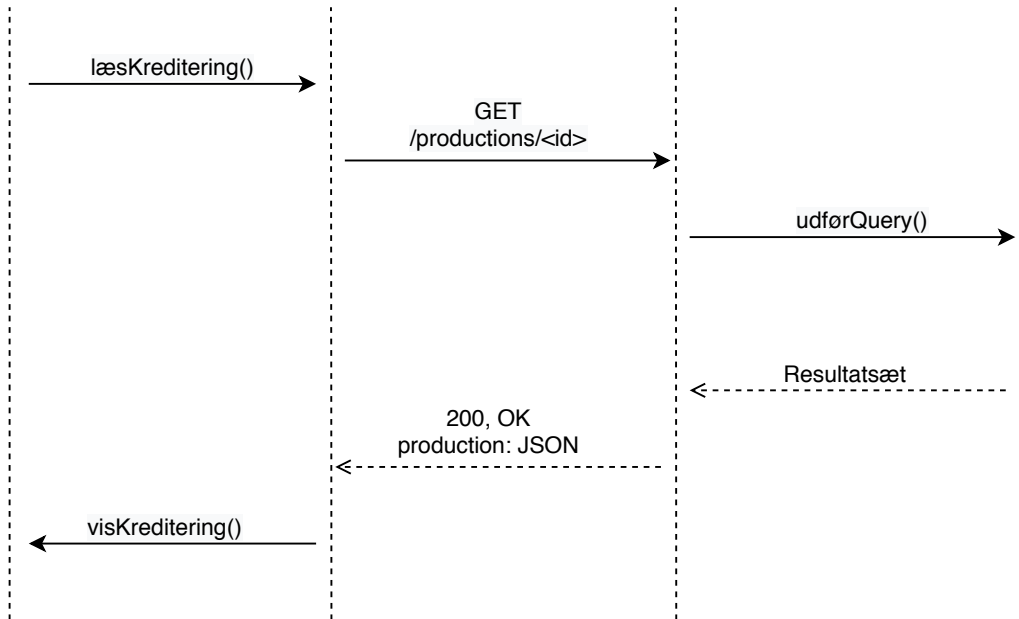 læsKreditering()
GET
/productions/<id>
udførQuery()
Resultatsæt
200, OK
production: JSON
visKreditering()